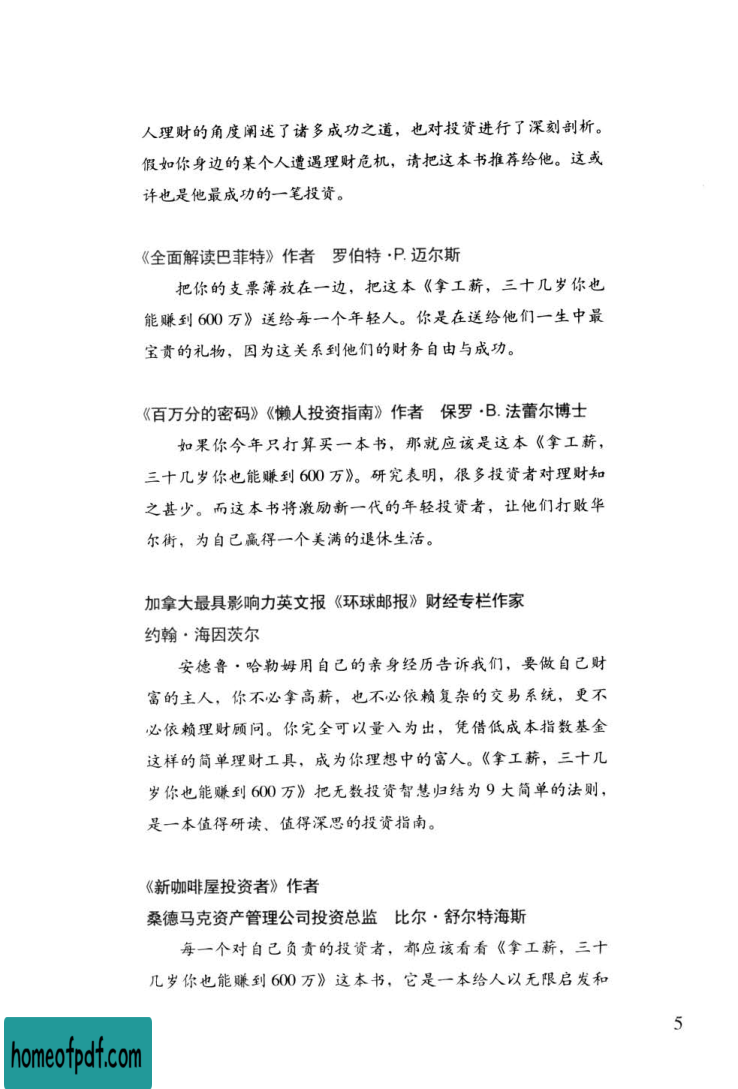 人理财的角度阐述了诸多成功之道，也对投资进行了深刻剖析。
假如你身边的某个人遭遇理财危机，请把这本书推荐给他。这或
许也是他最成功的一笔投资。
《全面解读巴菲特》作者　罗伯特·P. 迈尔斯
把你的支票簿放在一边，把这本《拿工薪，三十几岁你也
能赚到 600 万》送给每一个年轻人。你是在送给他们一生中最
宝贵的礼物，因为这关系到他们的财务自由与成功。
《百万分的密码》《懒人投资指南》作者　保罗·B. 法蕾尔博士
如果你今年只打算买一本书，那就应该是这本《拿工薪，
三十几岁你也能赚到 600 万》。研究表明，很多投资者对理财知
之甚少。而这本书将激励新一代的年轻投资者，让他们打败华
尔街，为自己赢得一个美满的退休生活。
加拿大最具影响力英文报《环球邮报》财经专栏作家
约翰·海因茨尔
安德鲁·哈勒姆用自己的亲身经历告诉我们，要做自己财
富的主人，你不必拿高薪，也不必依赖复杂的交易系统，更不
必依赖理财顾问。你完全可以量入为出，凭借低成本指数基金
这样的简单理财工具，成为你理想中的富人。《拿工薪，三十几
岁你也能赚到 600 万》把无数投资智慧归结为 9 大简单的法则，
是一本值得研读、值得深思的投资指南。
《新咖啡屋投资者》作者
桑德马克资产管理公司投资总监　比尔·舒尔特海斯
每一个对自己负责的投资者，都应该看看《拿工薪，三十
几岁你也能赚到 600 万》这本书，它是一本给人以无限启发和
5
homeofpdf.com